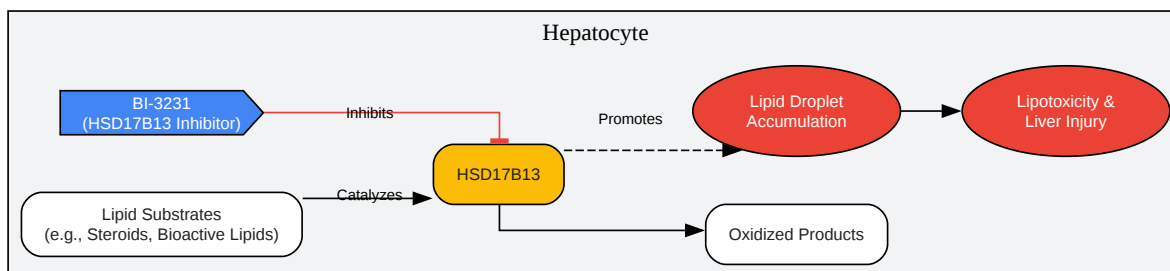 Hepatocyte
BI-3231
(HSD17B13 Inhibitor)
Inhibits
Promotes
Lipid Droplet
Accumulation
Lipotoxicity &
Liver Injury
HSD17B13
Catalyzes
Lipid Substrates
(e.g., Steroids, Bioactive Lipids)
Oxidized Products